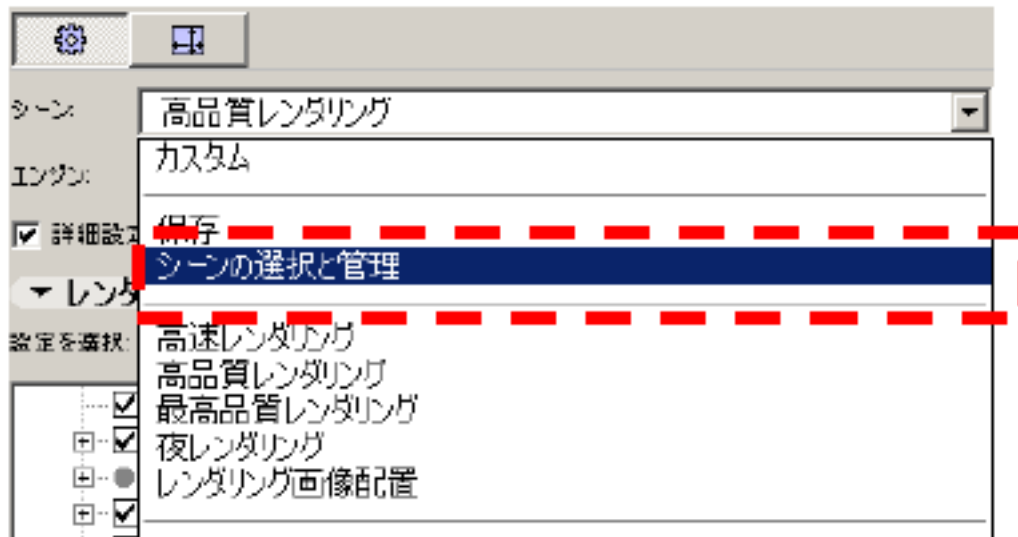 シーン: 高品質レンダリング
カスタム
エンジン:
保存
詳細設定
シーンの選択と管理
レンダ
高速レンダリング
設定を選択:
高品質レンダリング
最高品質レンダリング
夜レンダリング
レンダリング画像配置